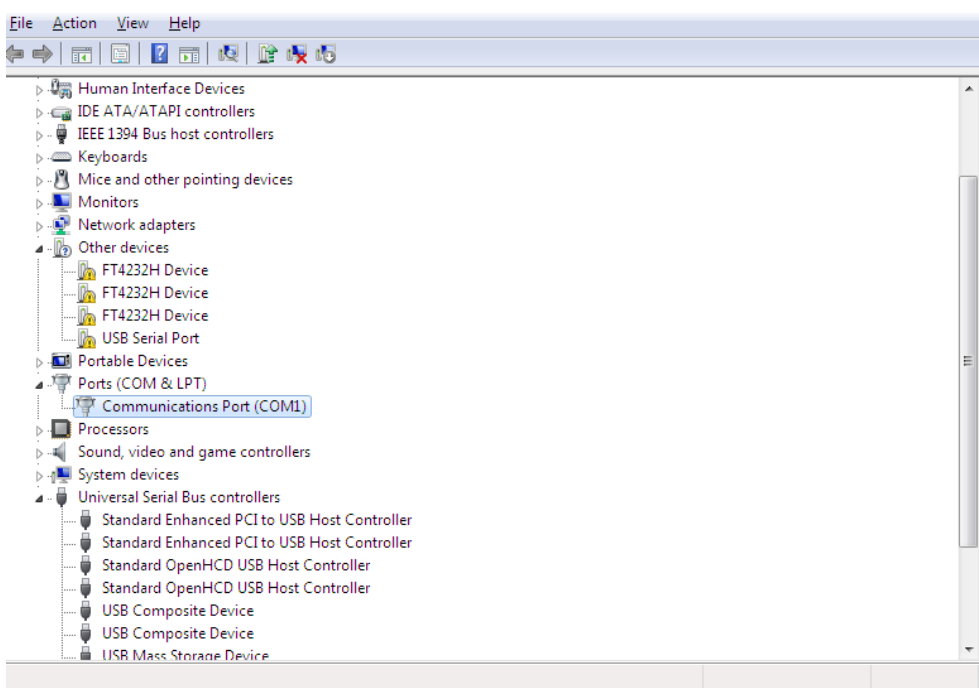 File Action View Help
Human Interface Devices
IDE ATA/ATAPI controllers
IEEE 1394 Bus host controllers
Keyboards
Mice and other pointing devices
Monitors
Network adapters
Other devices
FT4232H Device
FT4232H Device
FT4232H Device
USB Serial Port
Portable Devices
Ports (COM & LPT)
Communications Port (COM1)
Processors
Sound, video and game controllers
System devices
Universal Serial Bus controllers
Standard Enhanced PCI to USB Host Controller
Standard Enhanced PCI to USB Host Controller
Standard OpenHCD USB Host Controller
Standard OpenHCD USB Host Controller
USB Composite Device
USB Composite Device
USB Mass Storage Device